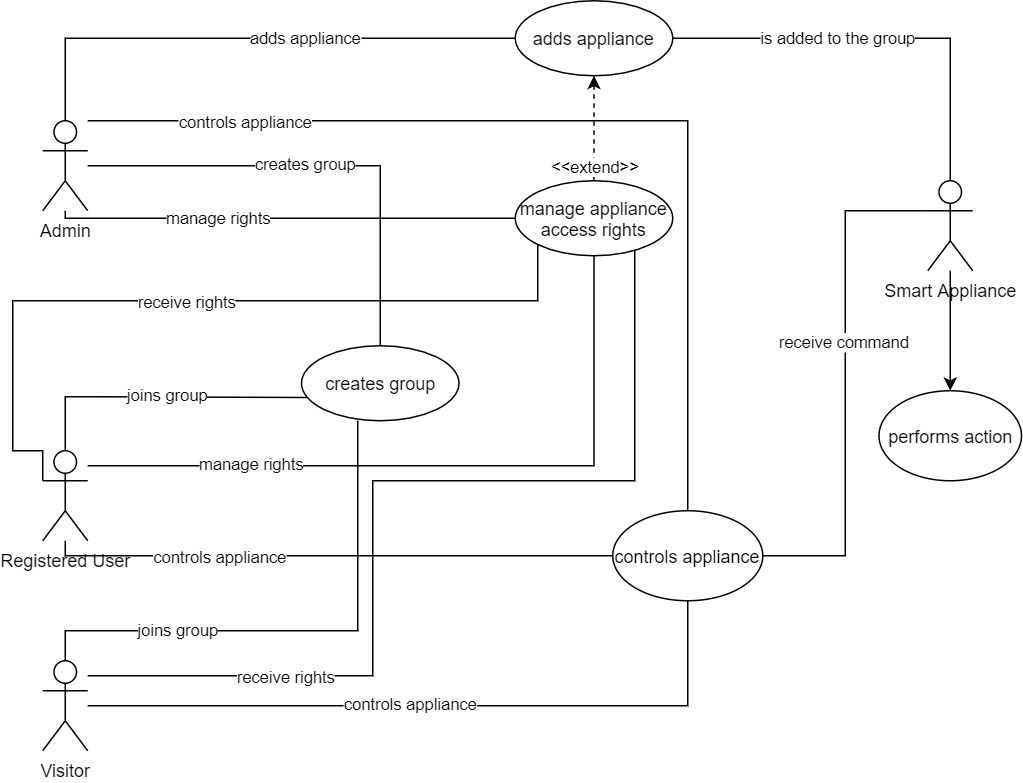 adds appliance
adds appliance
is added to the group
controls appliance
creates group
<<extend>>
manage rights
manage appliance
access rights
Admin
Smart Appliance
receive rights
receive command
creates group
joins group
performs action
manage rights
Registered User
controls appliance
controls appliance
joins group
receive rights
controls appliance
Visitor